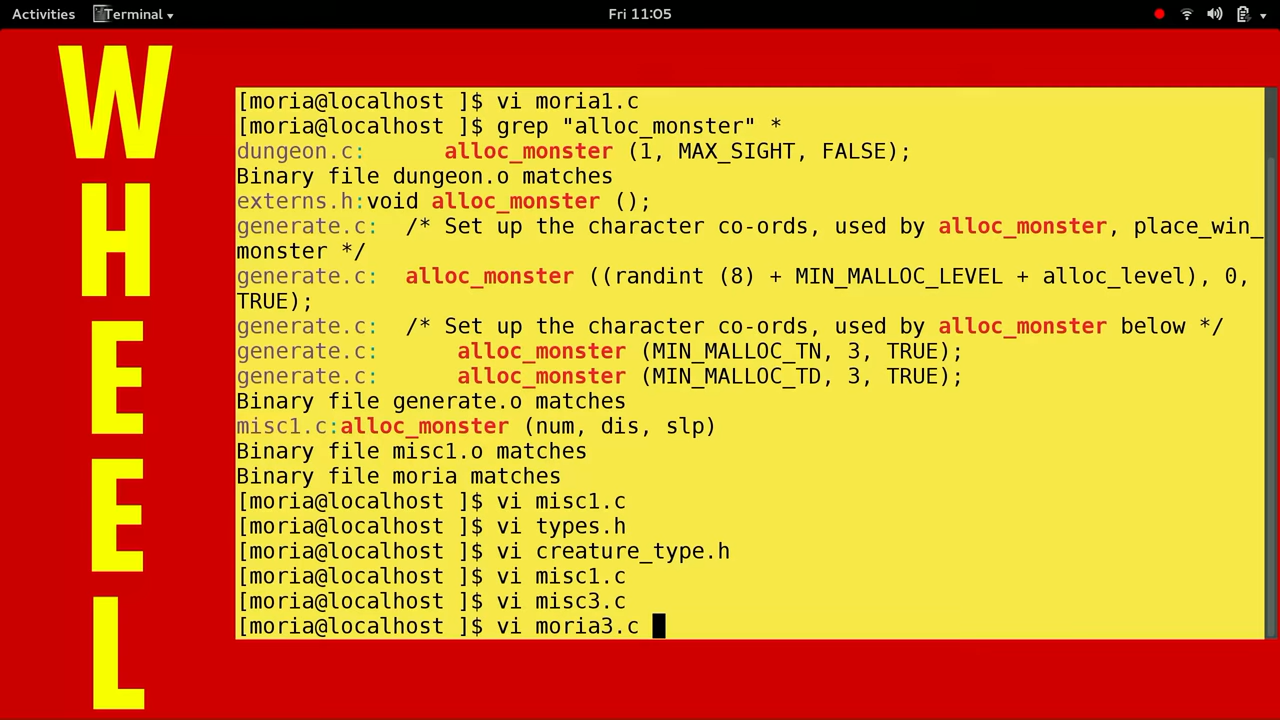 Activities
Terminal
Fri 11:05
WHEEL
[moria@localhost ]$ vi moria1.c
[moria@localhost ]$ grep "alloc_monster" *
dungeon.c:      alloc_monster (1, MAX_SIGHT, FALSE);
Binary file dungeon.o matches
externs.h:void alloc_monster ();
generate.c:  /* Set up the character co-ords, used by alloc_monster, place_win_
monster */
generate.c:  alloc_monster ((randint (8) + MIN_MALLOC_LEVEL + alloc_level), 0,
TRUE);
generate.c:  /* Set up the character co-ords, used by alloc_monster below */
generate.c:      alloc_monster (MIN_MALLOC_TN, 3, TRUE);
generate.c:      alloc_monster (MIN_MALLOC_TD, 3, TRUE);
Binary file generate.o matches
misc1.c:alloc_monster (num, dis, slp)
Binary file misc1.o matches
Binary file moria matches
[moria@localhost ]$ vi misc1.c
[moria@localhost ]$ vi types.h
[moria@localhost ]$ vi creature_type.h
[moria@localhost ]$ vi misc1.c
[moria@localhost ]$ vi misc3.c
[moria@localhost ]$ vi moria3.c